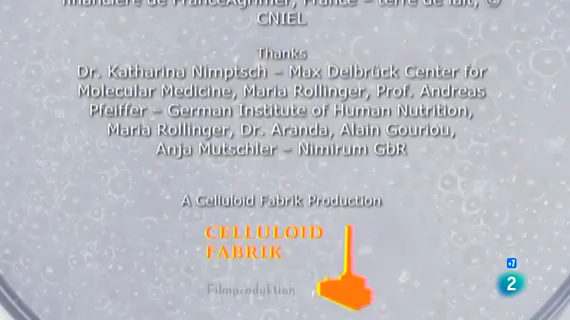 financière de FranceAgriMer, France – terre de lait, ©
CNIEL
Thanks
Dr. Katharina Nimptsch – Max Delbrück Center for
Molecular Medicine, Maria Rollinger, Prof. Andreas
Pfeiffer – German Institute of Human Nutrition,
Maria Rollinger, Dr. Aranda, Alain Gouriou,
Anja Mutschler – Nimirum GbR
A Celluloid Fabrik Production
CELLULOID
FABRIK
Filmproduktion
+7
2